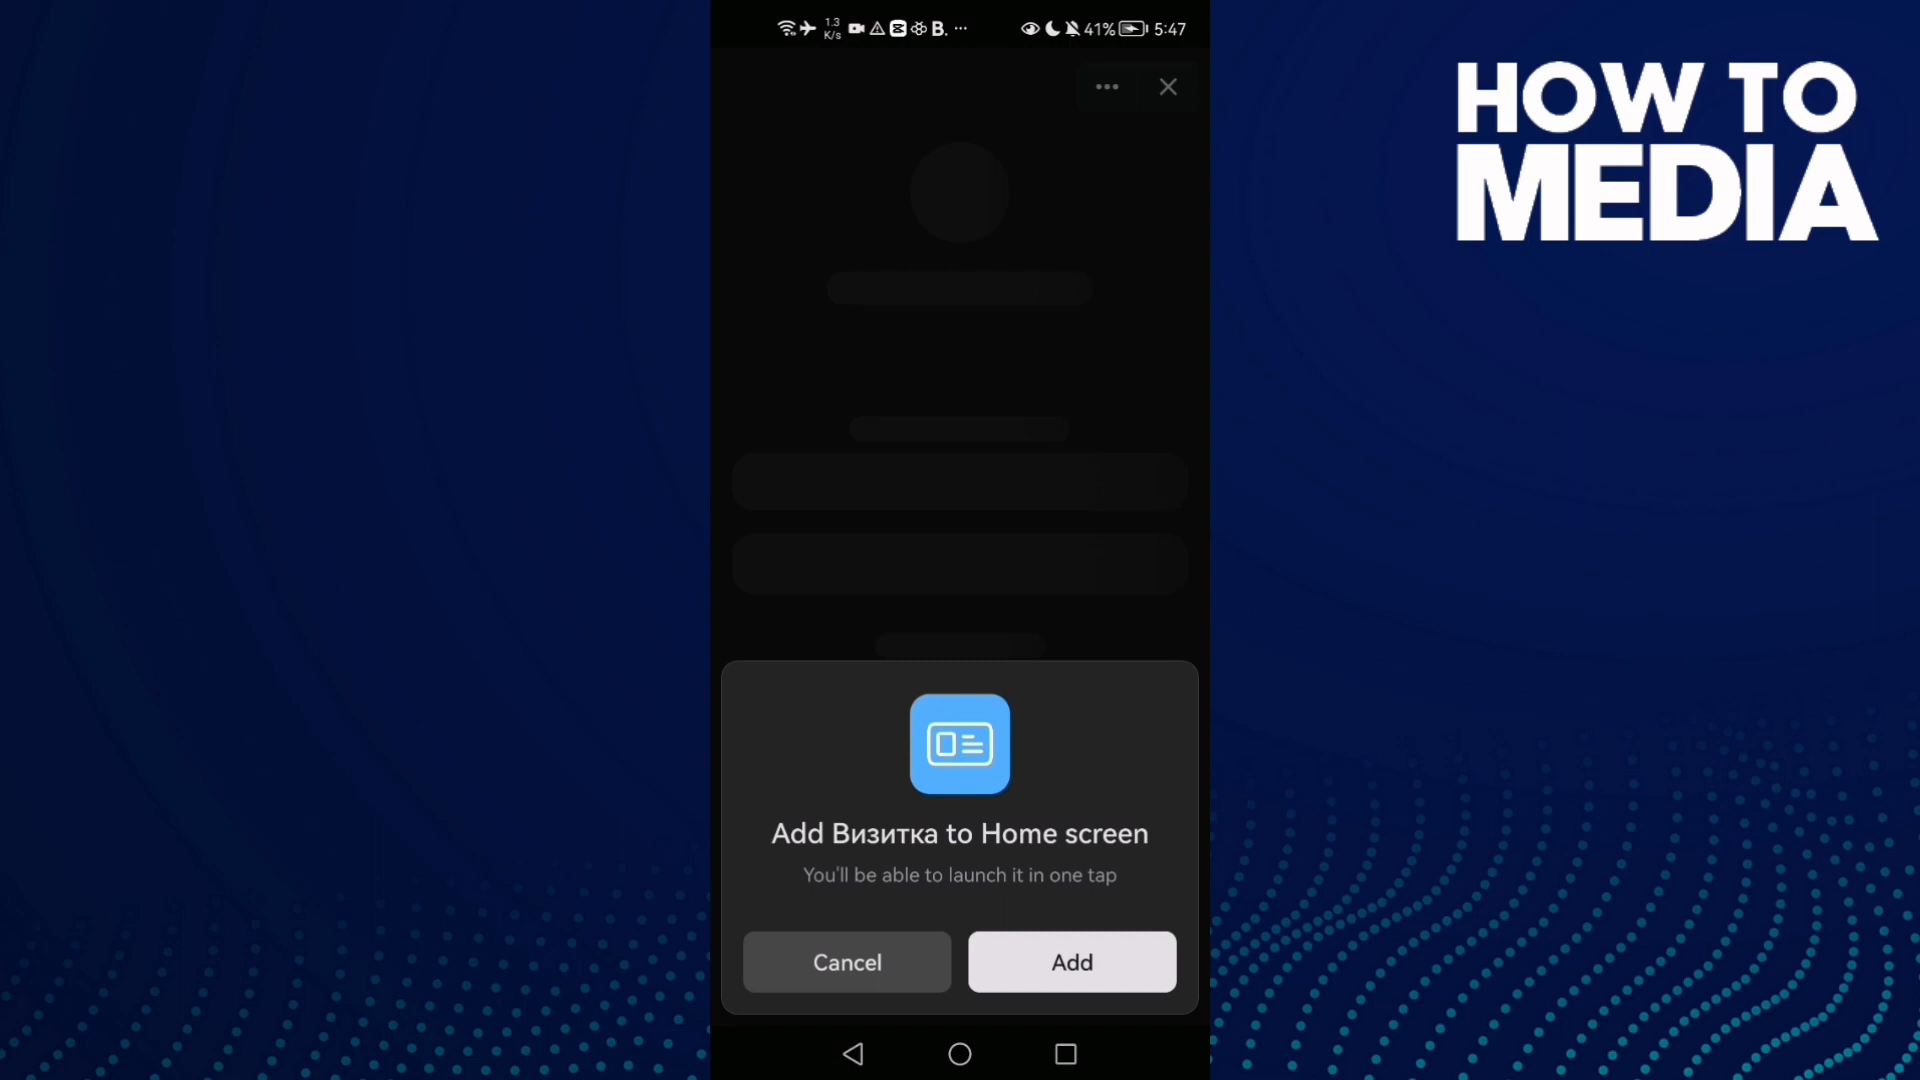 1.3
K/s
B.
41%
5:47
HOW TO
MEDIA
Add Визитка to Home screen
You'll be able to launch it in one tap
Cancel
Add